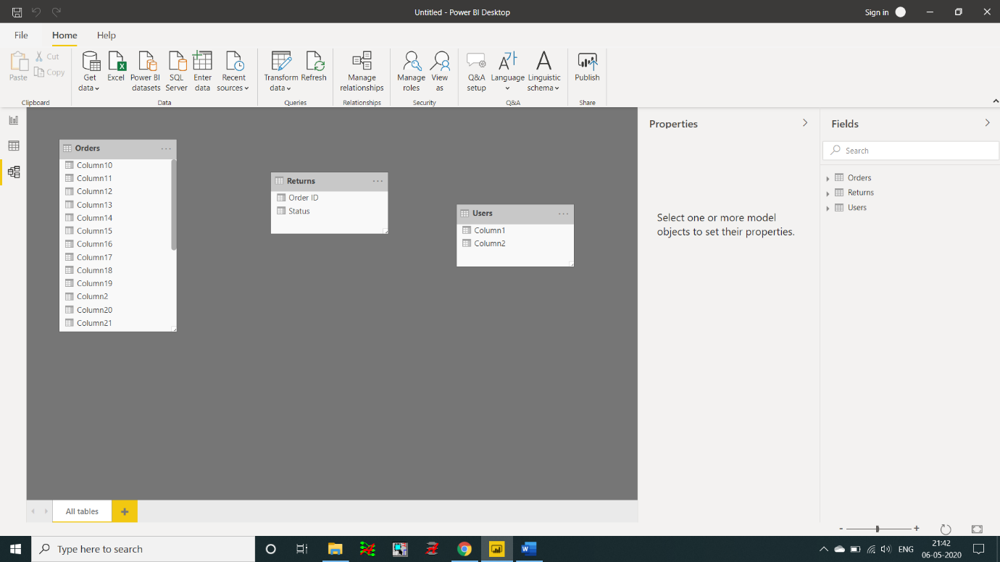 Untitled - Power BI Desktop
Sign in
File Home Help
Paste
Cut
Copy
Clipboard
Get data
Excel
Power BI datasets
SQL Server
Enter data
Recent sources
Data
Transform data
Refresh
Queries
Manage relationships
Relationships
Manage roles
View as
Security
Q&A setup
Language
Linguistic schema
Q&A
Publish
Share
Orders
Column10
Column11
Column12
Column13
Column14
Column15
Column16
Column17
Column18
Column19
Column2
Column20
Column21
Returns
Order ID
Status
Users
Column1
Column2
Properties
Select one or more model
objects to set their properties.
Fields
Search
Orders
Returns
Users
All tables
Type here to search
ENG
21:42
06-05-2020